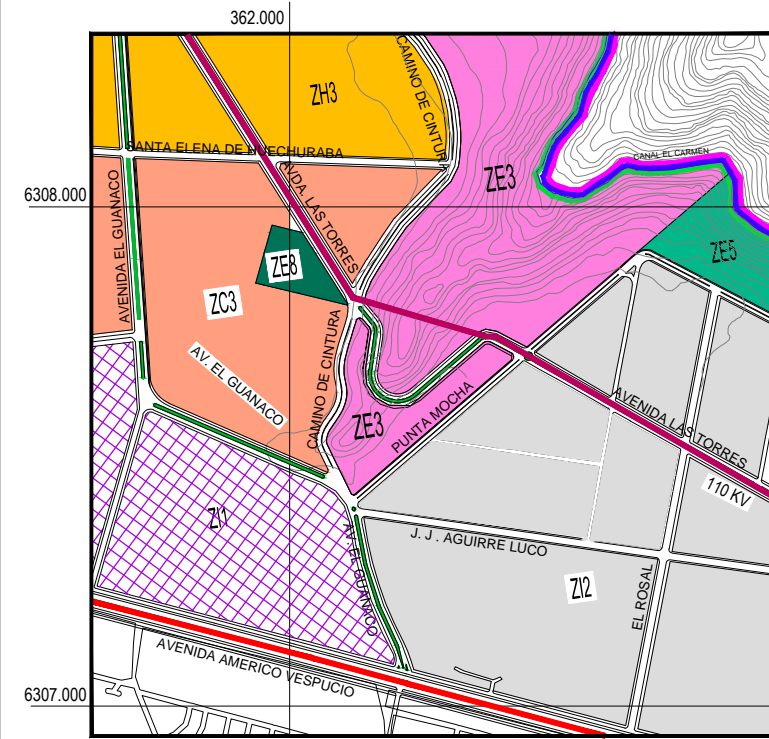 362.000
CAMINO DE CINTURA
ZH3
SANTA ELENA DE HUECHURABA
CANAL EL CARMEN
ZE3
6308.000
AVDA. LAS TORRES
AVENIDA EL GUANACO
ZE5
ZE8
ZC3
CAMINO DE CINTURA
AV. EL GUANACO
ZE3
PUNTA MOCHA
AVENIDA LAS TORRES
110 KV
ZI1
AV. EL GUANACO
J. J . AGUIRRE LUCO
ZI2
EL ROSAL
AVENIDA AMERICO VESPUCIO
6307.000